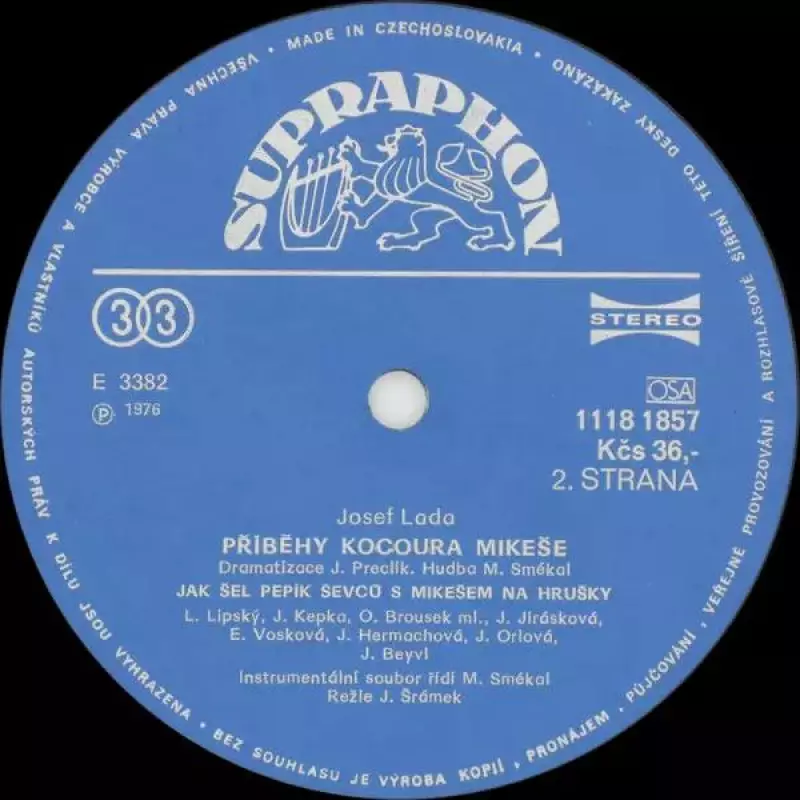 • MADE IN CZECHOSLOVAKIA •
VŠECHNA PRÁVA VÝROBCE A VLASTNÍKŮ AUTORSKÝCH PRÁV K DÍLU JSOU VYHRAZENA • BEZ SOUHLASU JE VÝROBA KOPIÍ, PRONÁJEM, PŮJČOVÁNÍ, VEŘEJNÉ PROVOZOVÁNÍ A ROZHLASOVÉ ŠÍŘENÍ TÉTO DESKY ZAKÁZÁNO
SUPRAPHON
33
STEREO
E 3382
Ⓟ 1976
OSA
1118 1857
Kčs 36,-
2. STRANA
Josef Lada
PŘÍBĚHY KOCOURA MIKEŠE
Dramatizace J. Preclík. Hudba M. Smékal
JAK ŠEL PEPÍK ŠEVCŮ S MIKEŠEM NA HRUŠKY
L. Lipský, J. Kepka, O. Brousek ml., J. Jirásková,
E. Vosková, J. Hermachová, J. Orlová,
J. Beyvl
Instrumentální soubor řídí M. Smékal
Režie J. Šrámek